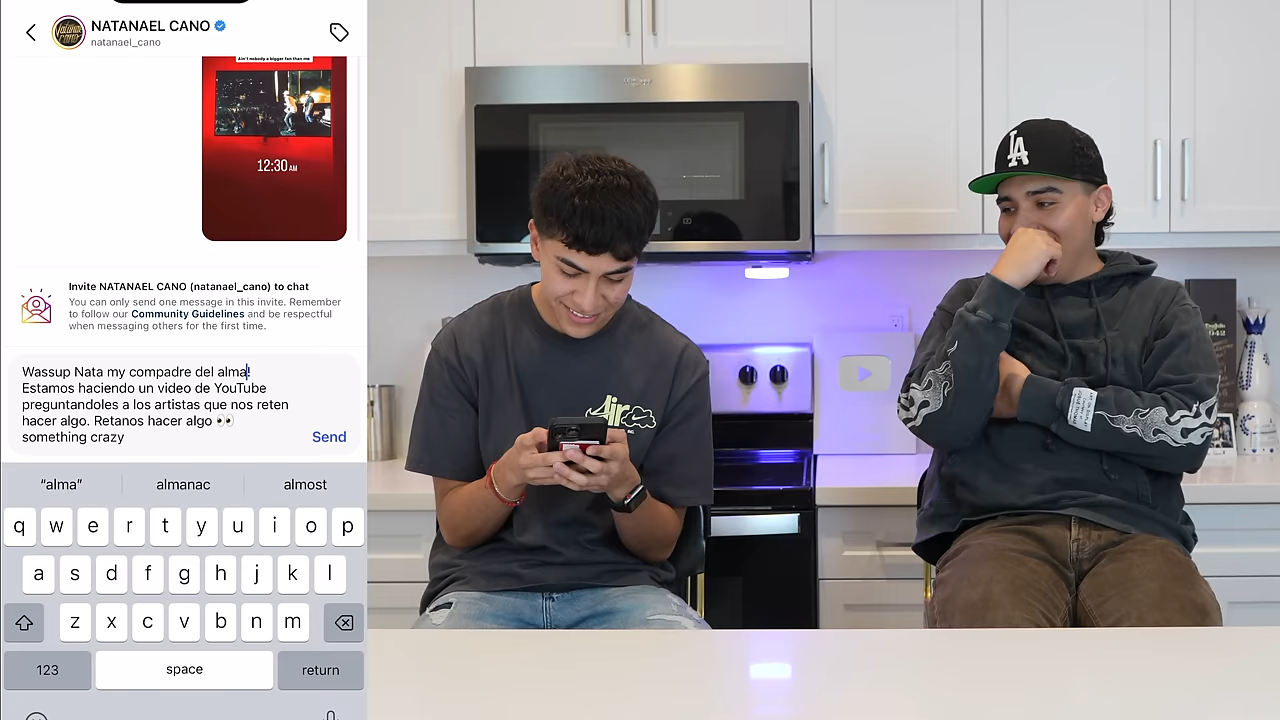 NATANAEL CANO
natanael_cano
Ain't nobody a bigger fan than me
12:30 AM
Invite NATANAEL CANO (natanael_cano) to chat
You can only send one message in this invite. Remember
to follow our Community Guidelines and be respectful
when messaging others for the first time.
Wassup Nata my compadre del alma!
Estamos haciendo un video de YouTube
preguntandoles a los artistas que nos reten
hacer algo. Retanos hacer algo 👀
something crazy
Send
"alma"
almanac
almost
q w e r t y u i o p
a s d f g h j k l
z x c v b n m
123
space
return
LA
Air